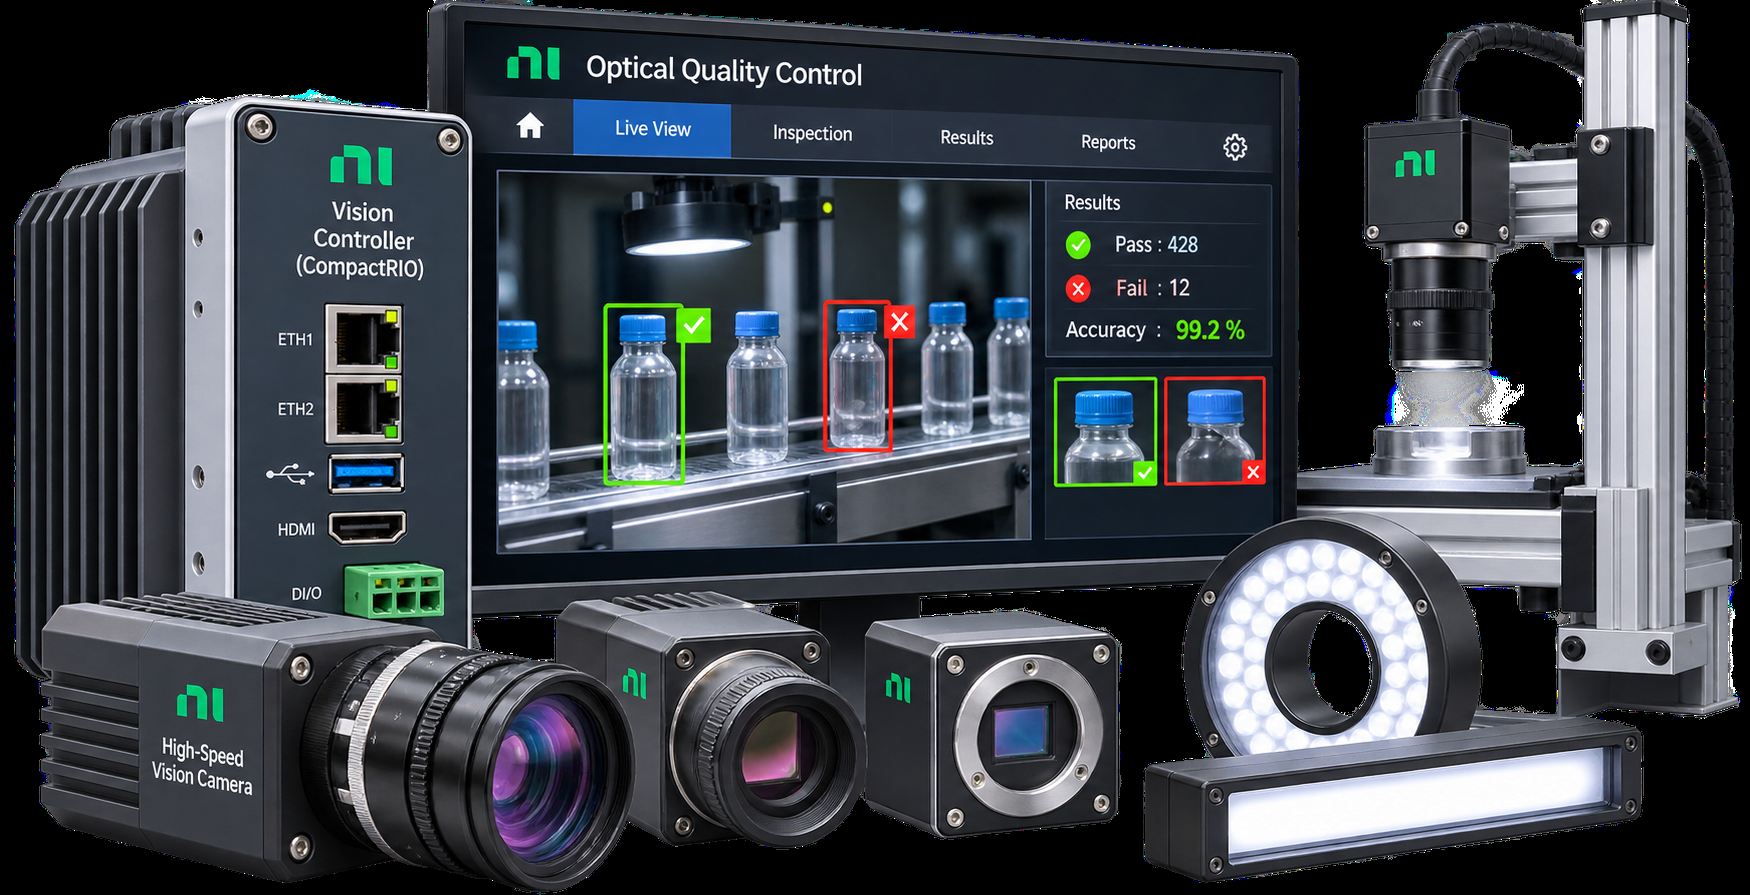 NI
Vision
Controller
(CompactRIO)
ETH1
ETH2
HDMI
DI/O
NI
High-Speed
Vision Camera
NI
Optical Quality Control
Live View
Inspection
Results
Reports
Results
Pass : 428
Fail : 12
Accuracy : 99.2 %
NI
NI
NI